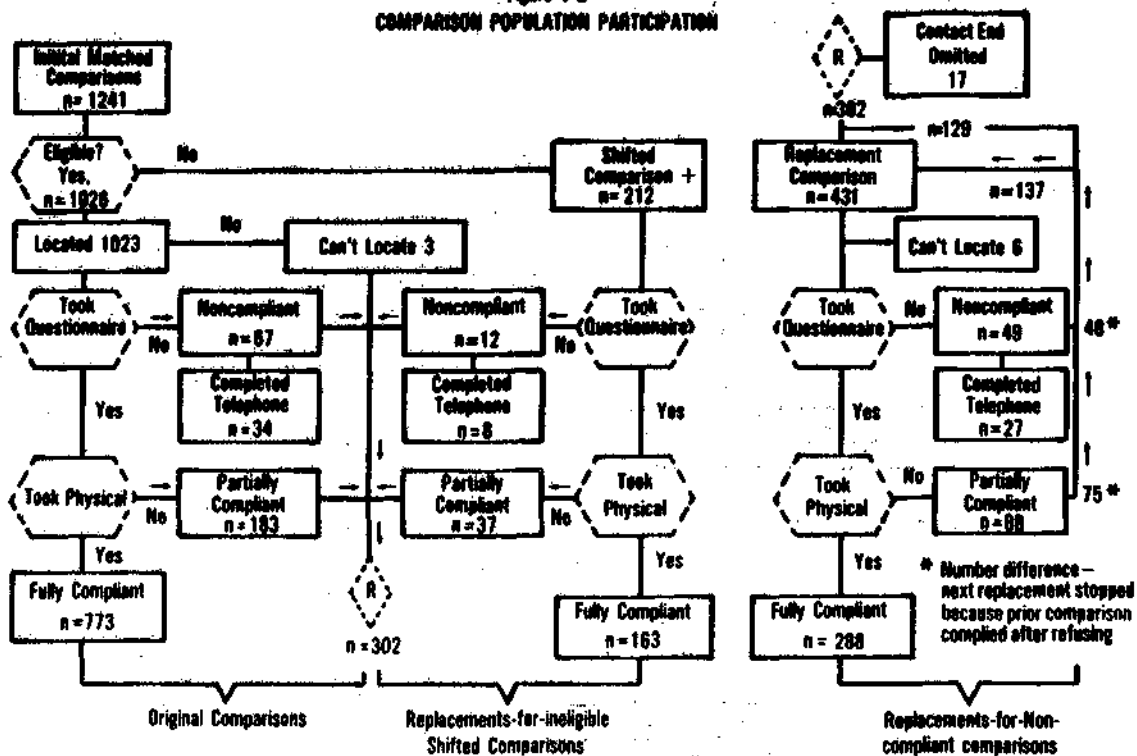 COMPARISON POPULATION PARTICIPATION
Initial Matched
Comparisons
n= 1241
Eligible?
Yes,
n= 1026
No
Located 1023
No
Can't Locate 3
Shifted
Comparison +
n= 212
Took
Questionnaire
No
Noncompliant
n=67
Completed
Telephone
n=34
Noncompliant
n=12
Completed
Telephone
n=8
No
Took
Questionnaire
Yes
Yes
Took Physical
No
Partially
Compliant
n=183
Partially
Compliant
n=37
No
Took
Physical
Yes
Yes
Fully Compliant
n=773
R
n=302
Fully Compliant
n=163
Original Comparisons
Replacements-for-ineligible
Shifted Comparisons
R
n=302
Contact End
Omitted
17
n=129
Replacement
Comparison
n=431
n=137
Can't Locate 6
Took
Questionnaire
No
Noncompliant
n=49
48*
Completed
Telephone
n=27
Yes
Took
Physical
No
Partially
Compliant
n=88
75*
Yes
Fully Compliant
n= 288
* Number difference –
next replacement stopped
because prior comparison
complied after refusing
Replacements-for-Non-
compliant comparisons